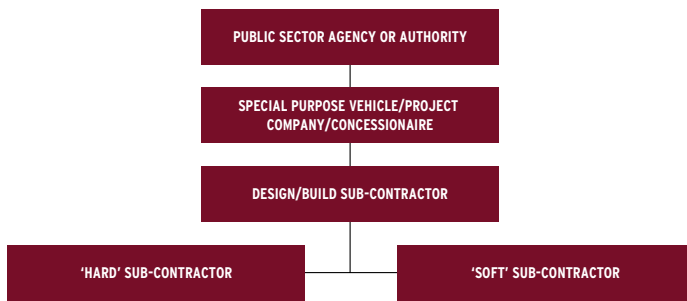 PUBLIC SECTOR AGENCY OR AUTHORITY
SPECIAL PURPOSE VEHICLE/PROJECT
COMPANY/CONCESSIONAIRE
DESIGN/BUILD SUB-CONTRACTOR
‘HARD’ SUB-CONTRACTOR
‘SOFT’ SUB-CONTRACTOR